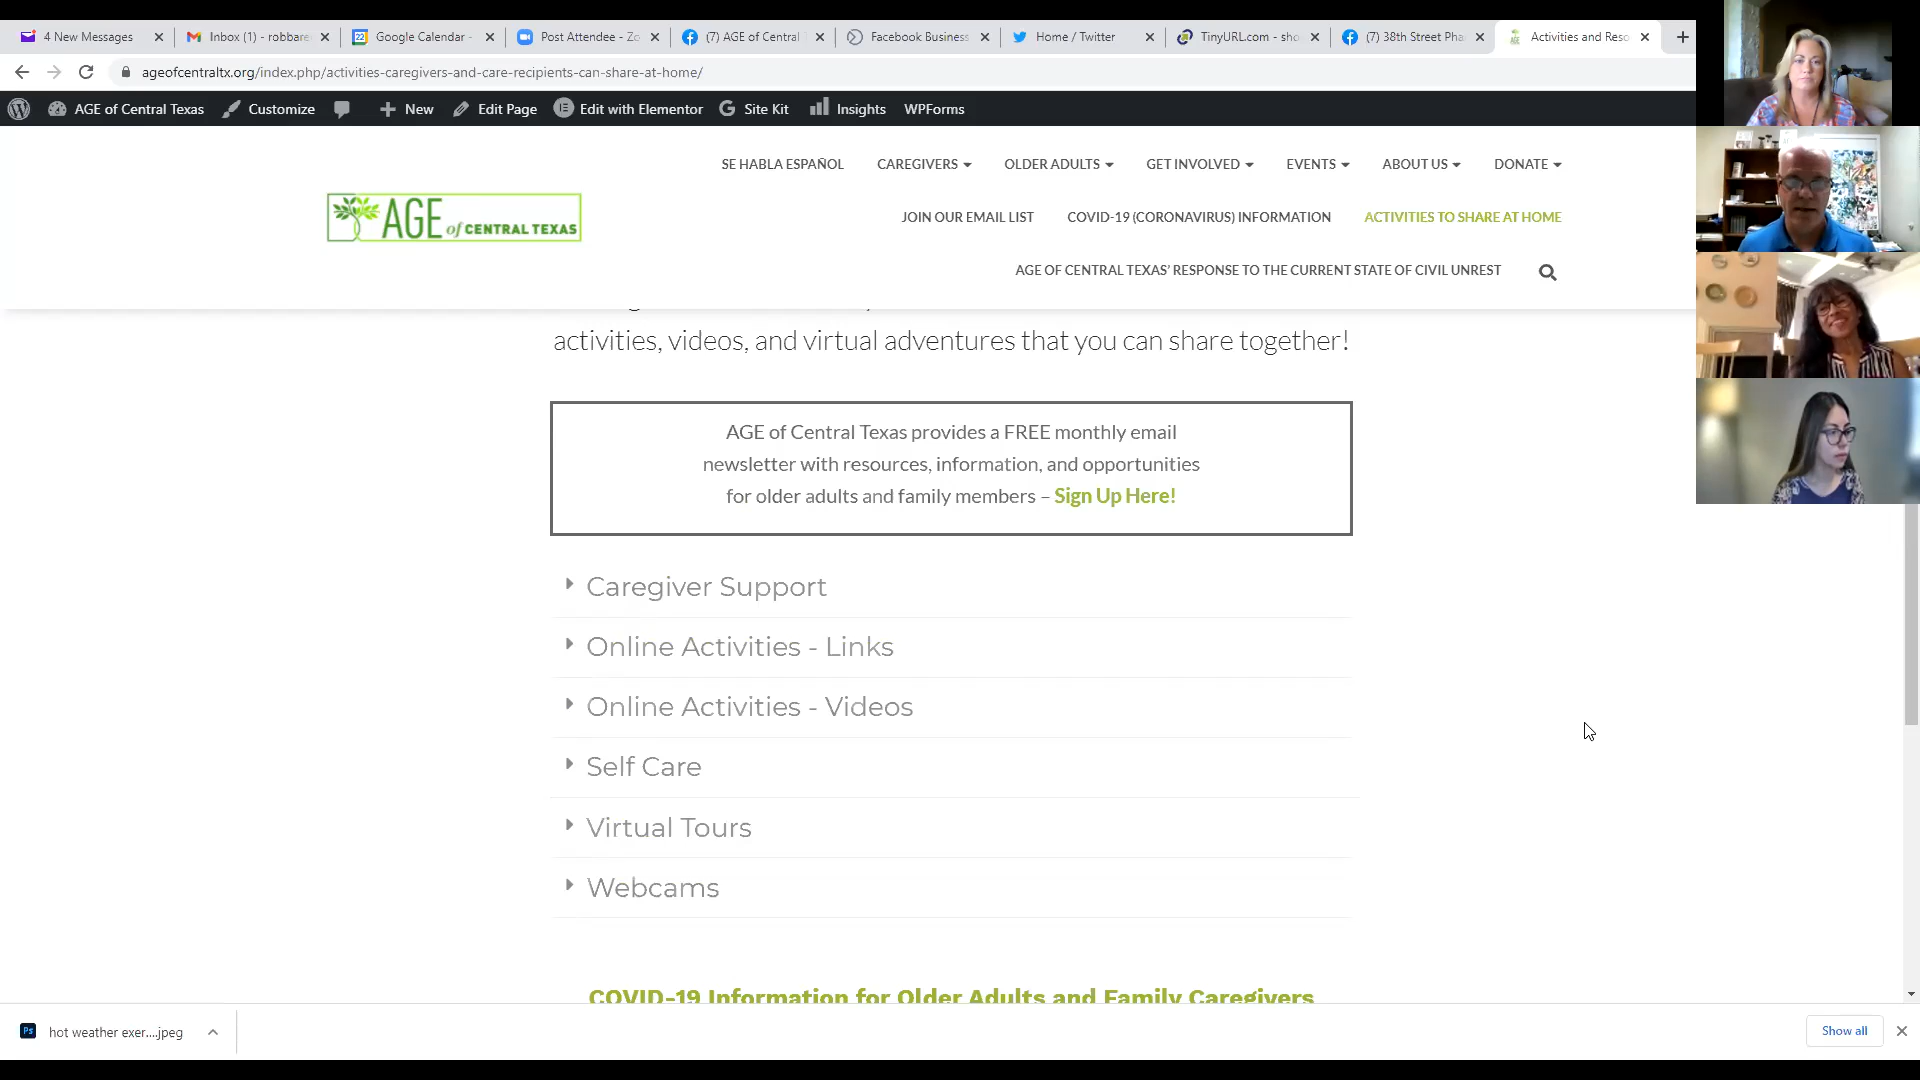 4 New Messages
Inbox (1) - robbare
Google Calendar -
Post Attendee - Zo
(7) AGE of Central
Facebook Business
Home / Twitter
TinyURL.com - sho
(7) 38th Street Pha
Activities and Reso
ageofcentraltx.org/index.php/activities-caregivers-and-care-recipients-can-share-at-home/
AGE of Central Texas
Customize
New
Edit Page
Edit with Elementor
Site Kit
Insights
WPForms
SE HABLA ESPAÑOL
CAREGIVERS
OLDER ADULTS
GET INVOLVED
EVENTS
ABOUT US
DONATE
AGE of CENTRAL TEXAS
JOIN OUR EMAIL LIST
COVID-19 (CORONAVIRUS) INFORMATION
ACTIVITIES TO SHARE AT HOME
AGE OF CENTRAL TEXAS' RESPONSE TO THE CURRENT STATE OF CIVIL UNREST
activities, videos, and virtual adventures that you can share together!
AGE of Central Texas provides a FREE monthly email
newsletter with resources, information, and opportunities
for older adults and family members – Sign Up Here!
Caregiver Support
Online Activities - Links
Online Activities - Videos
Self Care
Virtual Tours
Webcams
COVID-19 Information for Older Adults and Family Caregivers
hot weather exer....jpeg
Show all